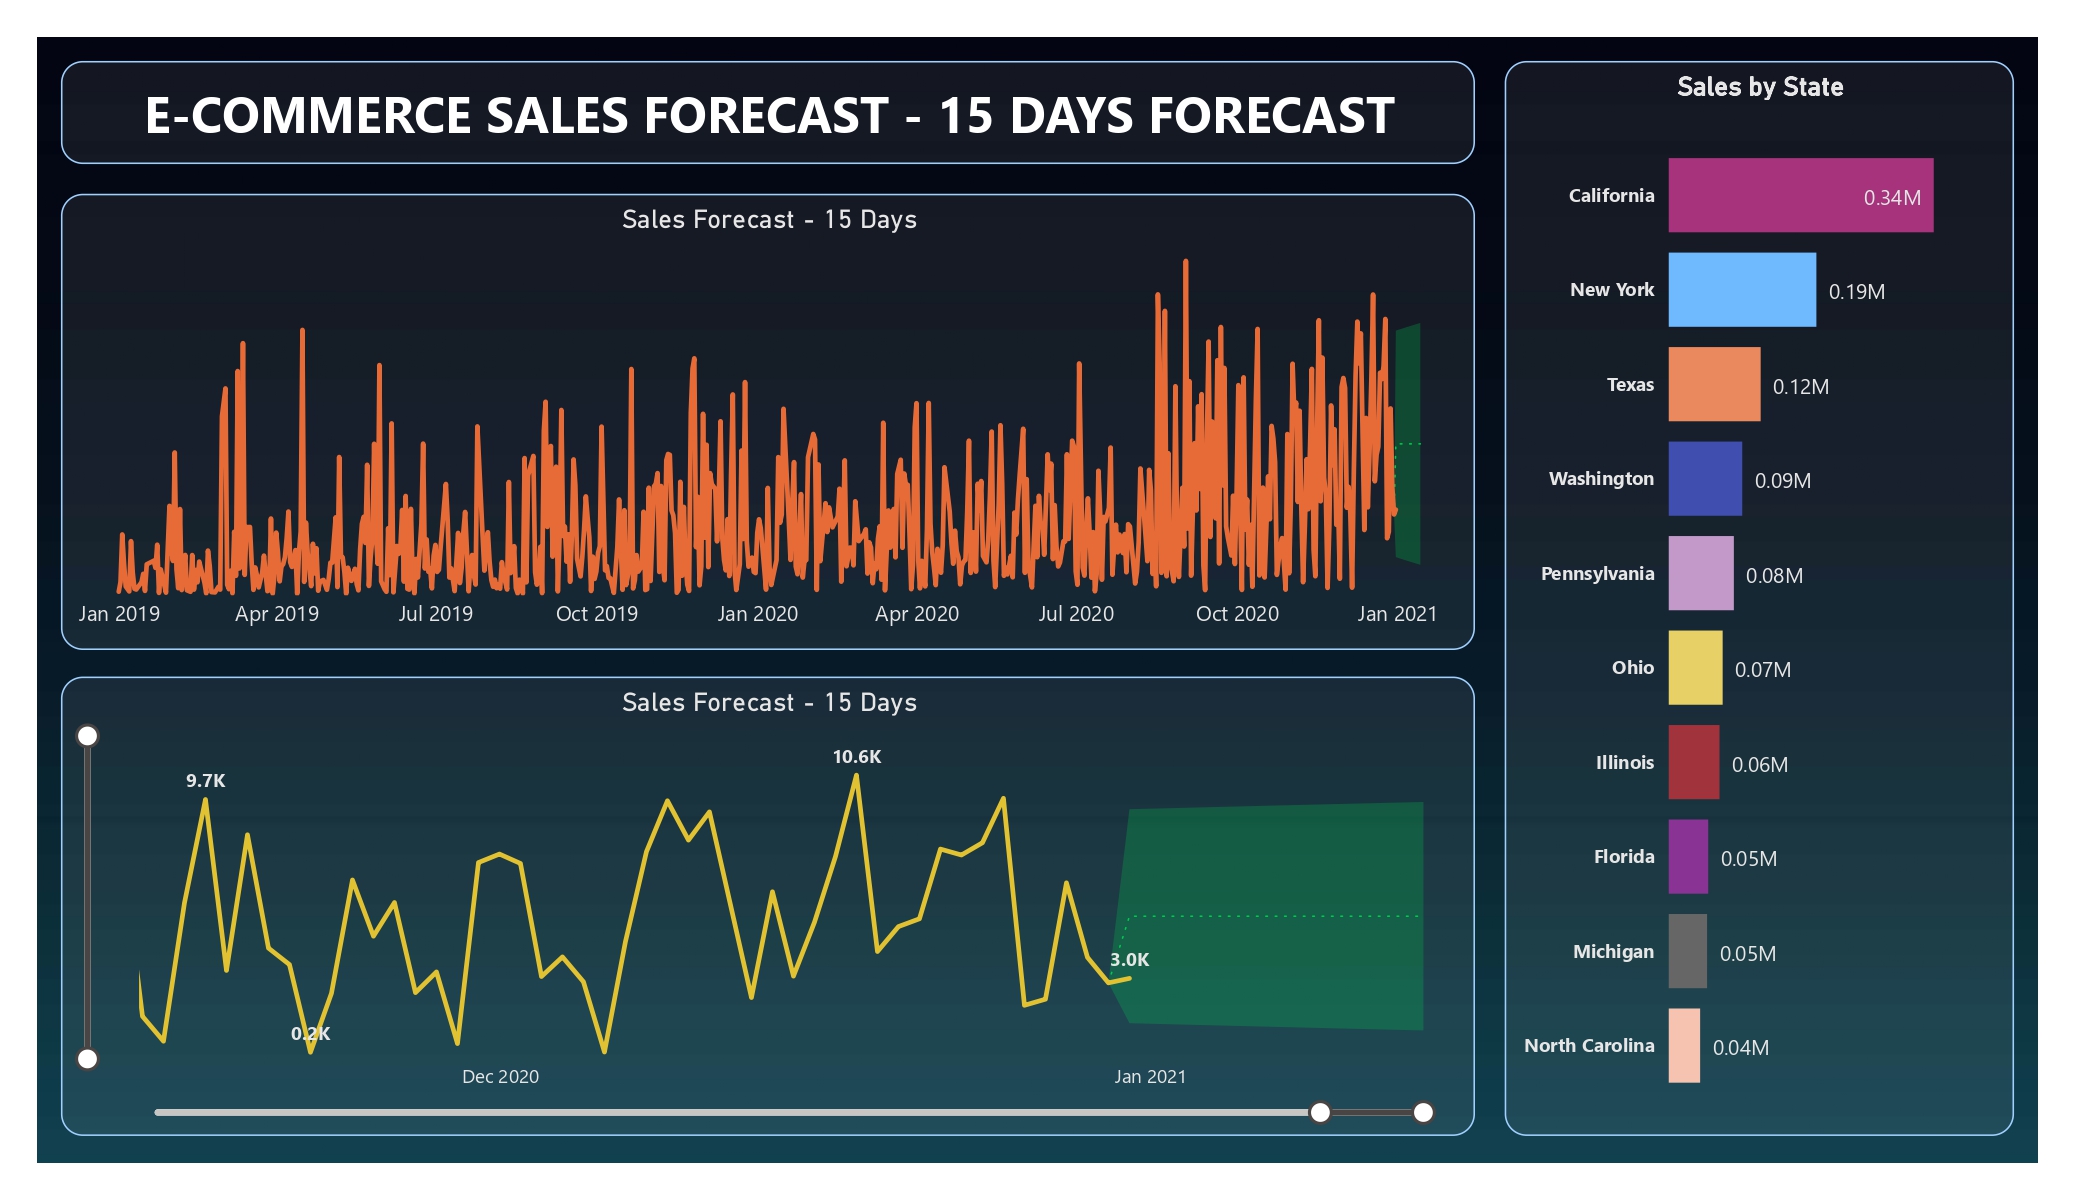 E-COMMERCE SALES FORECAST - 15 DAYS FORECAST
Sales Forecast - 15 Days
Jan 2019 Apr 2019 Jul 2019 Oct 2019 Jan 2020 Apr 2020 Jul 2020 Oct 2020 Jan 2021
Sales Forecast - 15 Days
10.6K
9.7K
3.0K
0.2K
Dec 2020 Jan 2021
Sales by State
California 0.34M
New York 0.19M
Texas 0.12M
Washington 0.09M
Pennsylvania 0.08M
Ohio 0.07M
Illinois 0.06M
Florida 0.05M
Michigan 0.05M
North Carolina 0.04M